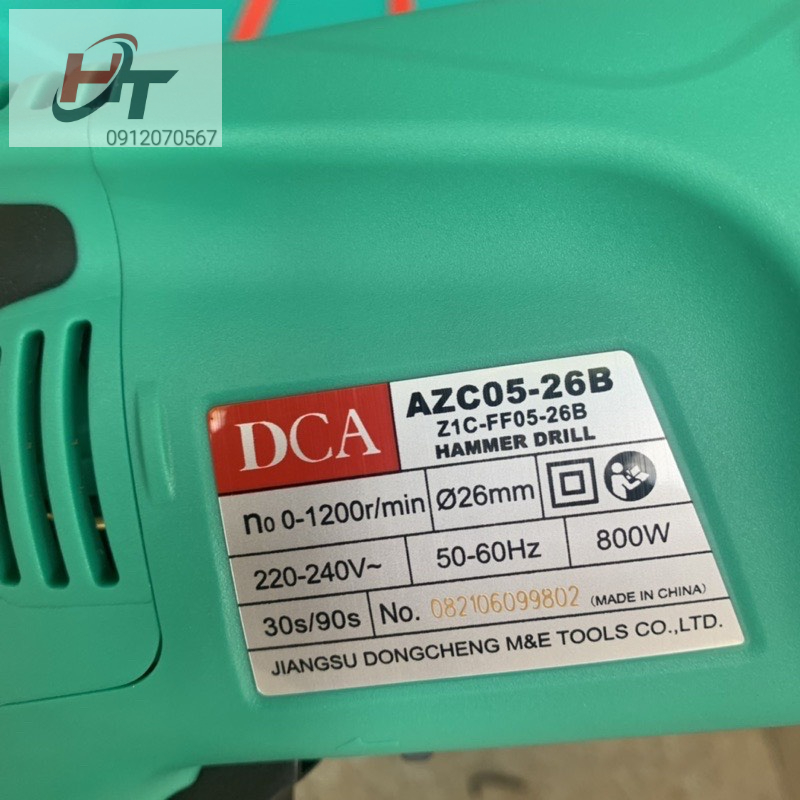 HT
0912070567
DCA
AZC05-26B
Z1C-FF05-26B
HAMMER DRILL
n₀ 0-1200r/min Ø26mm
220-240V~ 50-60Hz 800W
30s/90s No. 082106099802 (MADE IN CHINA)
JIANGSU DONGCHENG M&E TOOLS CO.,LTD.